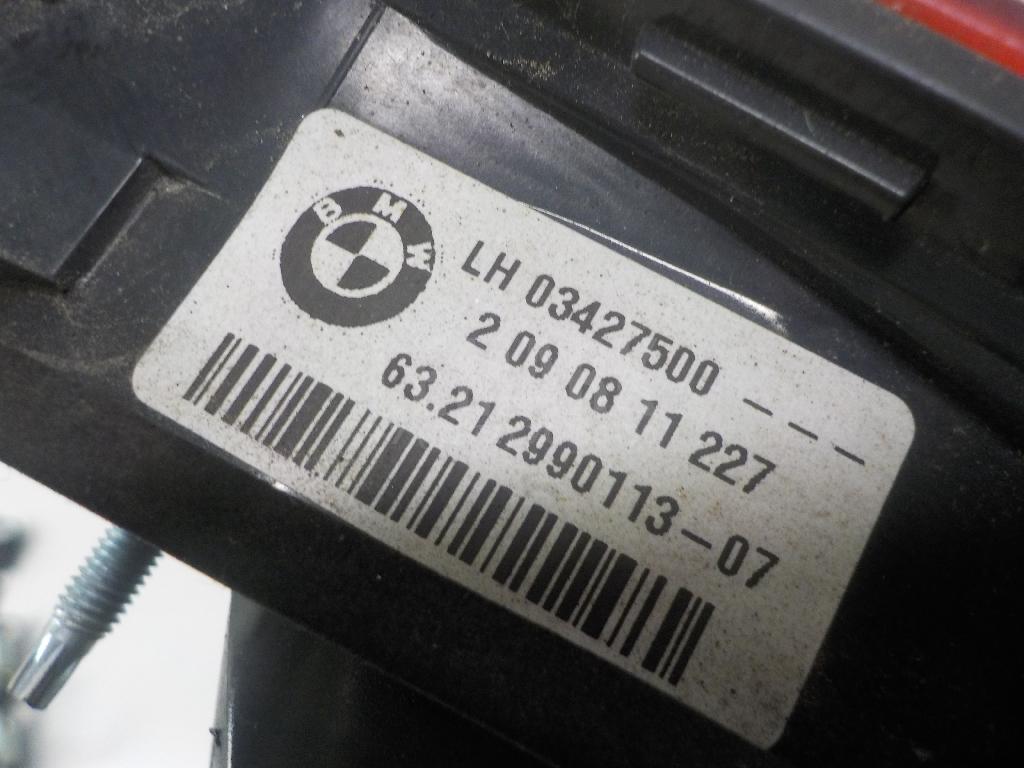 BMW
LH 03427500 – – –
2 09 08 11 227
63.21 2990113–07